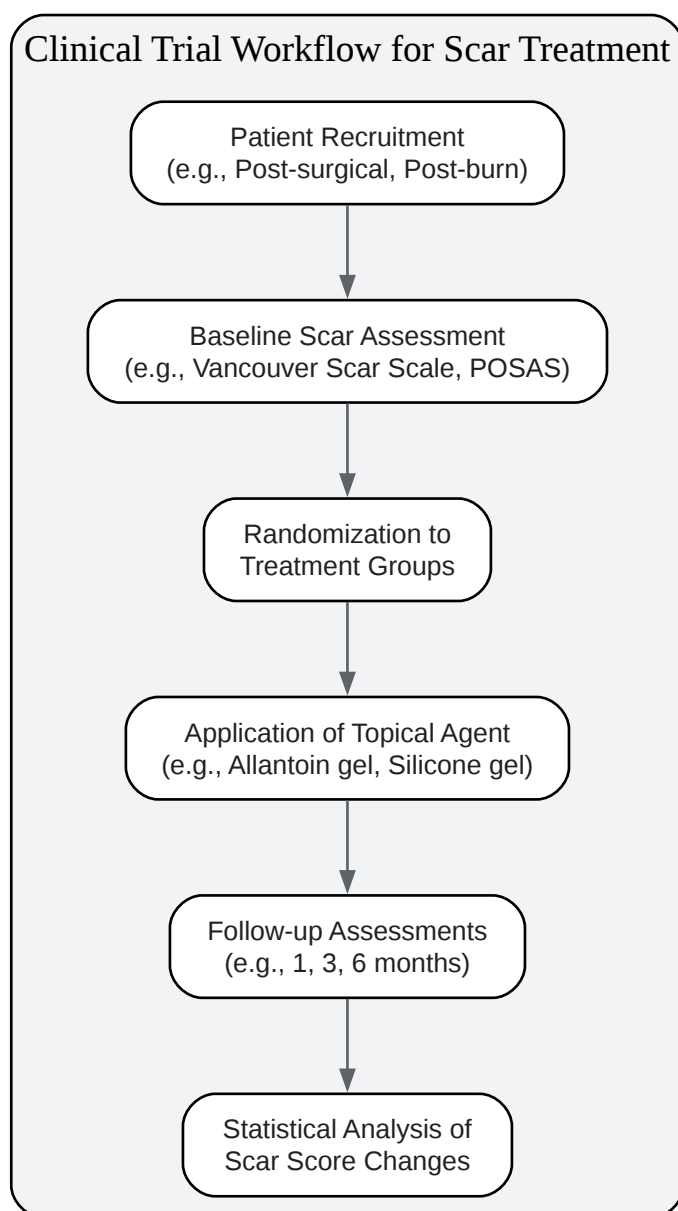 Clinical Trial Workflow for Scar Treatment
Patient Recruitment
(e.g., Post-surgical, Post-burn)
Baseline Scar Assessment
(e.g., Vancouver Scar Scale, POSAS)
Randomization to
Treatment Groups
Application of Topical Agent
(e.g., Allantoin gel, Silicone gel)
Follow-up Assessments
(e.g., 1, 3, 6 months)
Statistical Analysis of
Scar Score Changes